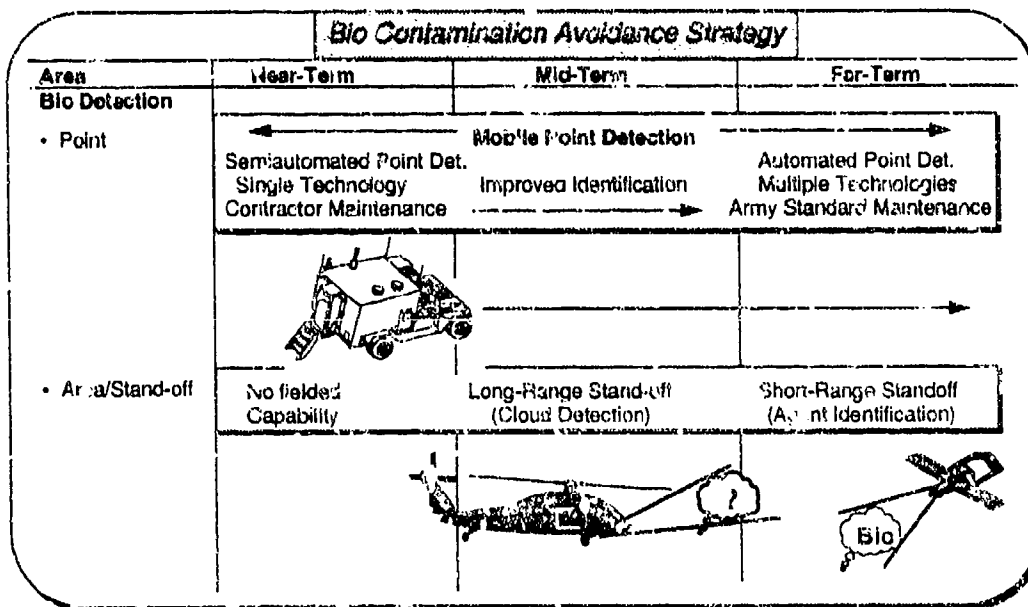 Bio Contamination Avoidance Strategy
Area Near-Term Mid-Term Far-Term
Bio Detection
• Point
Mobile Point Detection
Semiautomated Point Det.
Single Technology
Contractor Maintenance
Improved Identification
Automated Point Det.
Multiple Technologies
Army Standard Maintenance
• Area/Stand-off
No fielded
Capability
Long-Range Stand-off
(Cloud Detection)
Short-Range Standoff
(Agent Identification)
?
Bio